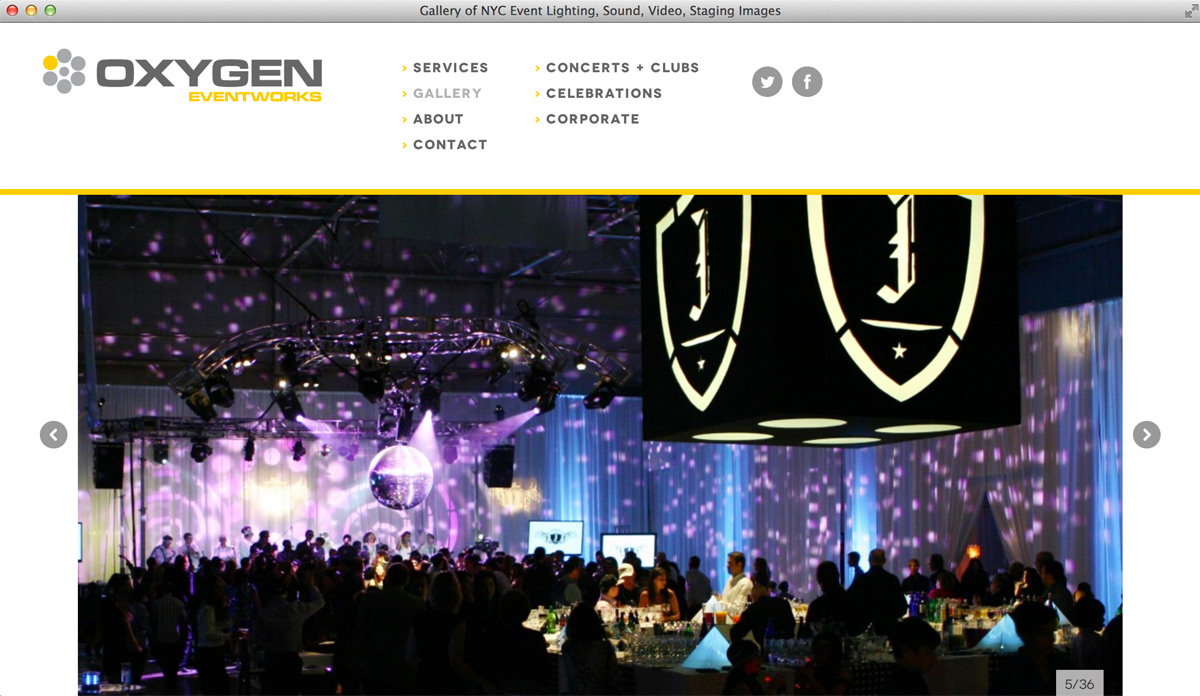 Gallery of NYC Event Lighting, Sound, Video, Staging Images
OXYGEN
EVENTWORKS
› SERVICES
› GALLERY
› ABOUT
› CONTACT
› CONCERTS + CLUBS
› CELEBRATIONS
› CORPORATE
f
J
J
J
J
5/36